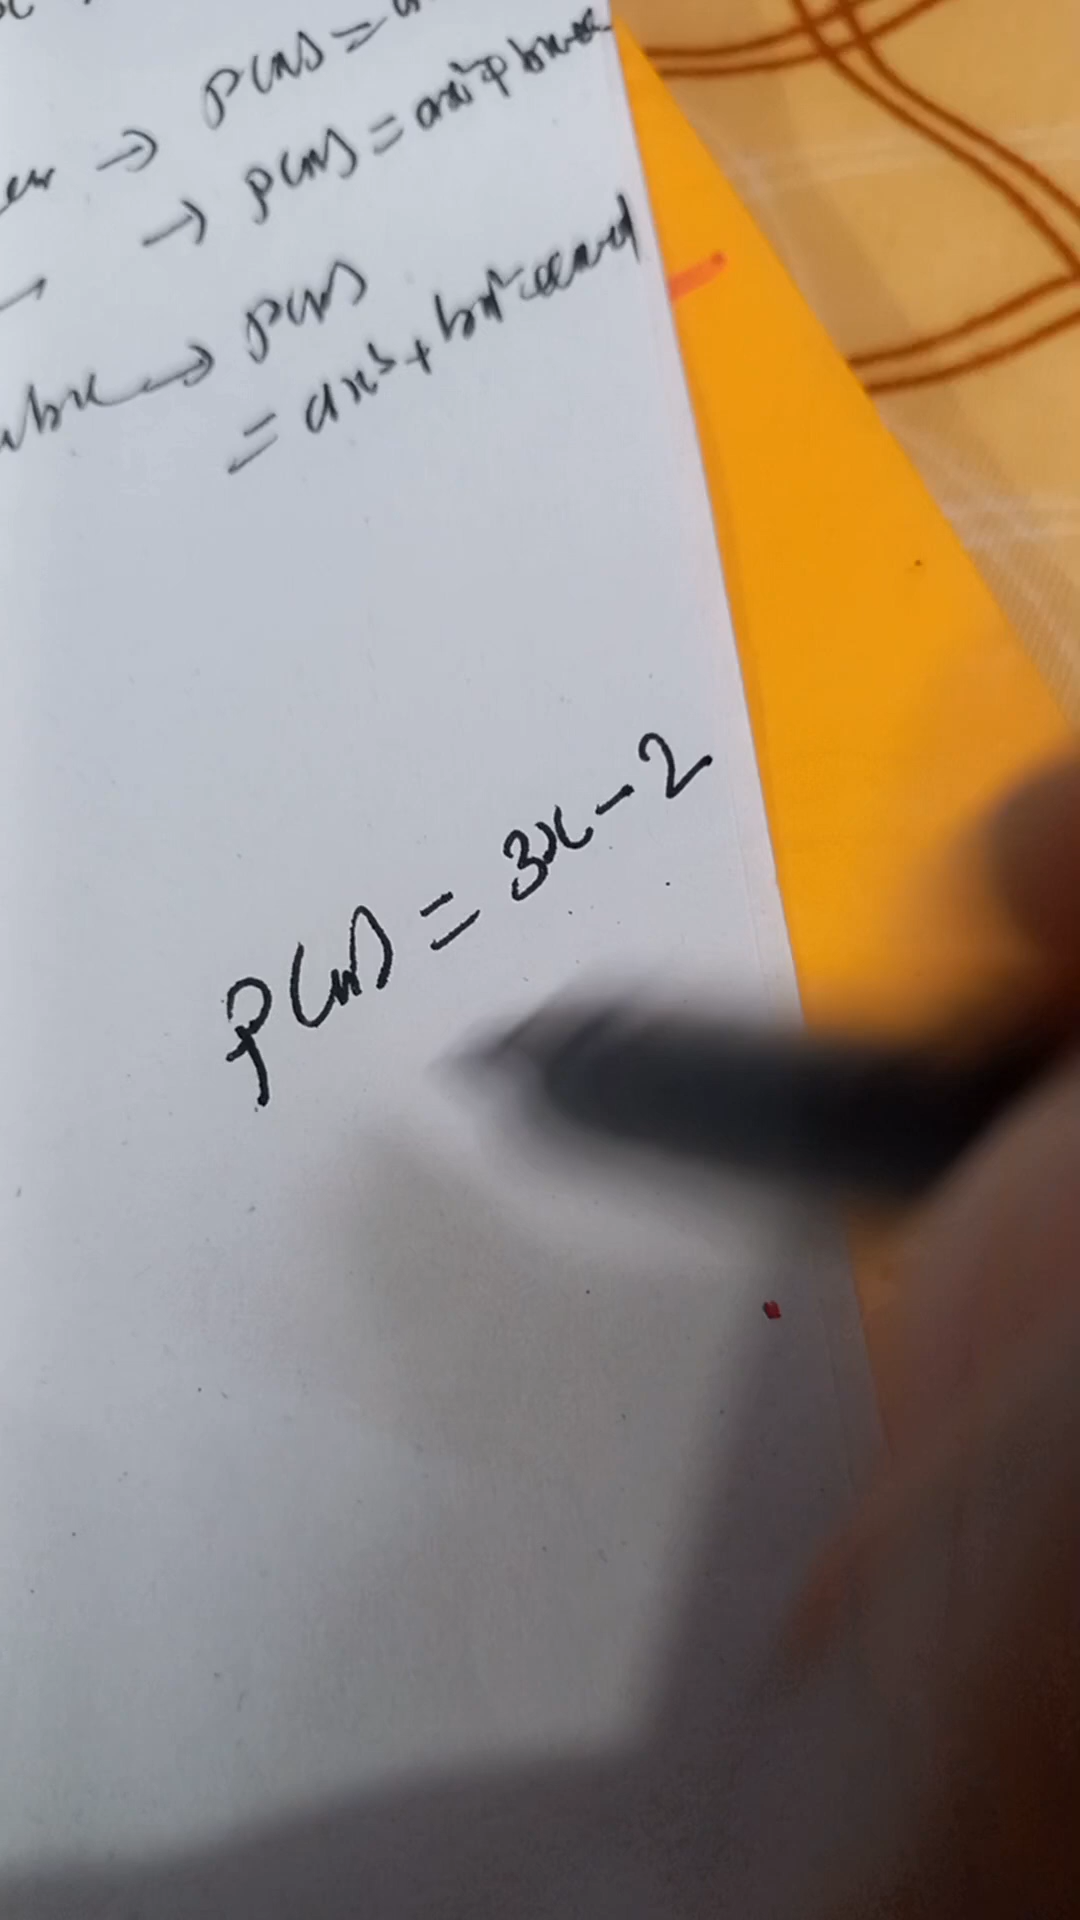 → P(x) =
→ P(x) = ax²+bx+c
→ P(x)
= ax³+bx²+cx+d
P(x) = 3x-2